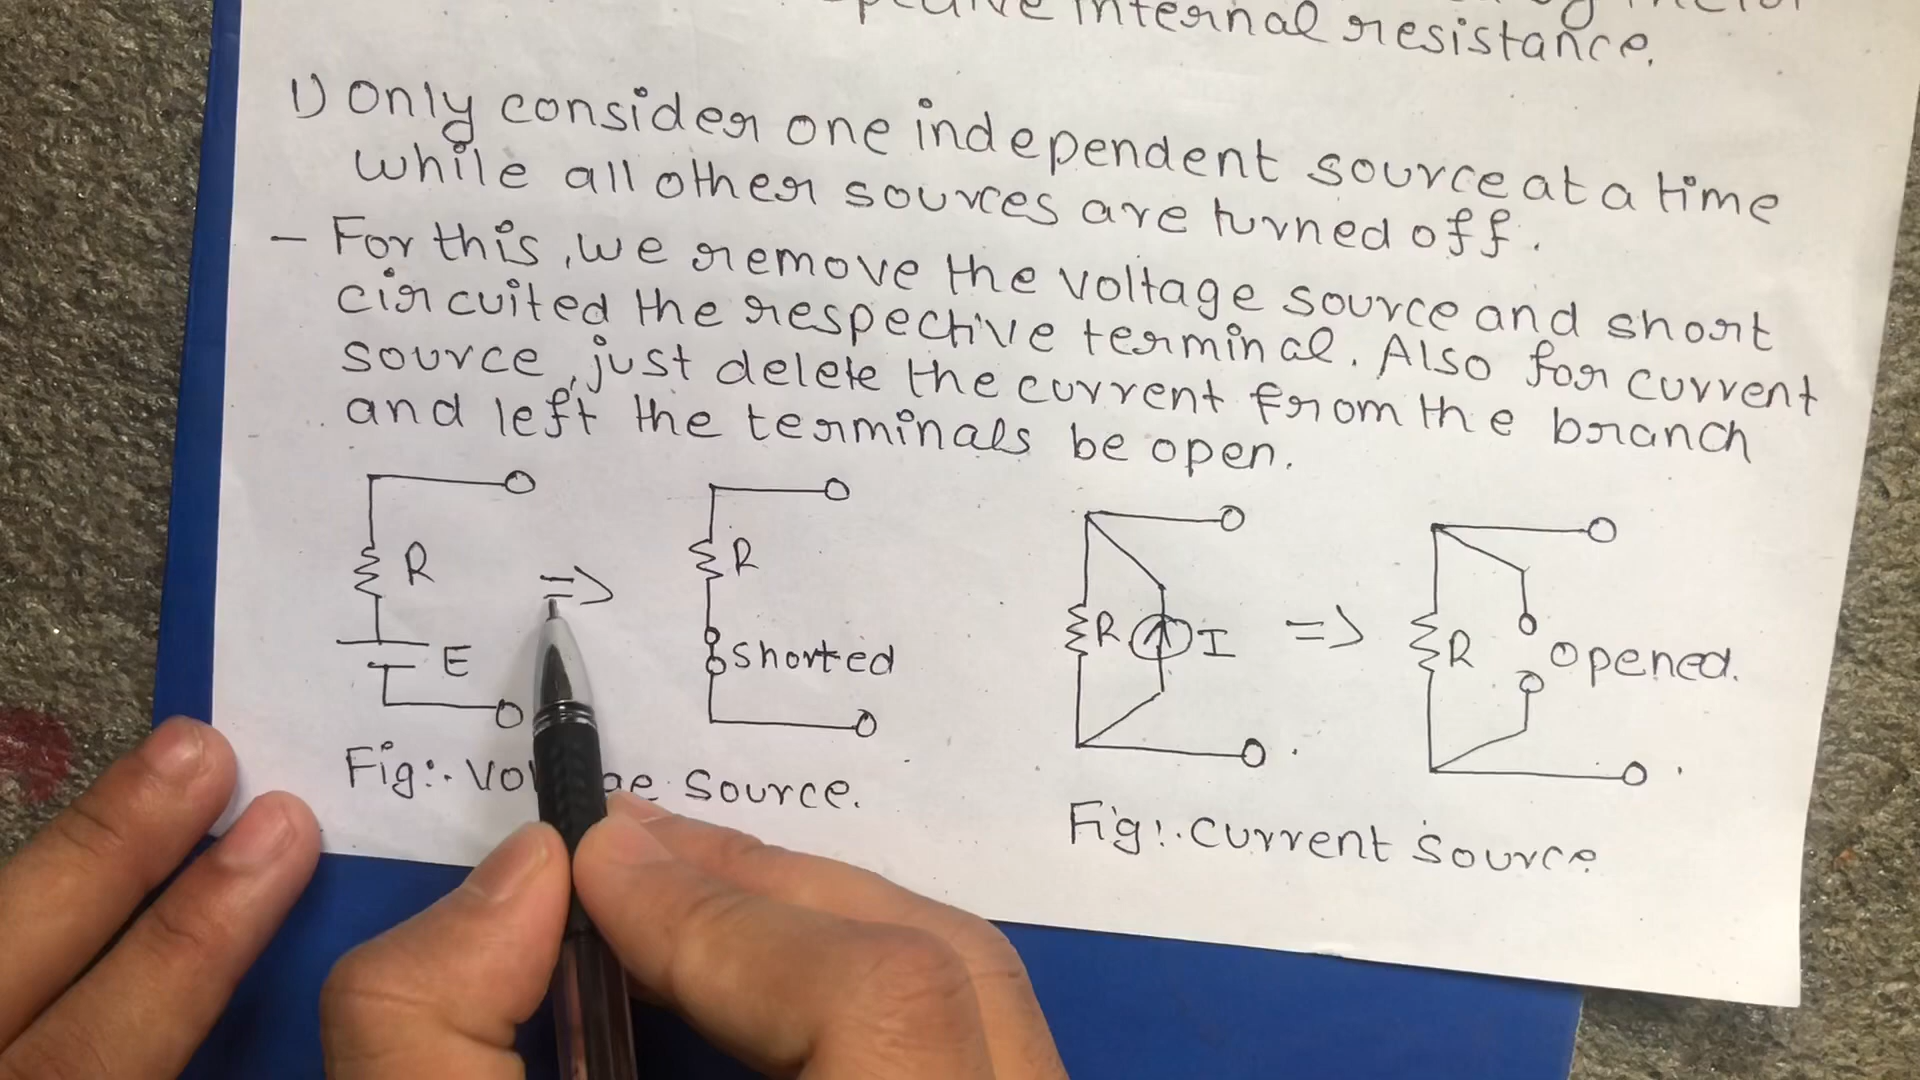 internal resistance.
1) Only consider one independent source at a time
while all other sources are turned off.
- For this, we remove the voltage source and short
circuited the respective terminal. Also for current
source, just delete the current from the branch
and left the terminals be open.
R
E
=>
R
shorted
R
I
=>
R
opened.
Fig:. Source.
Fig:. Current Source